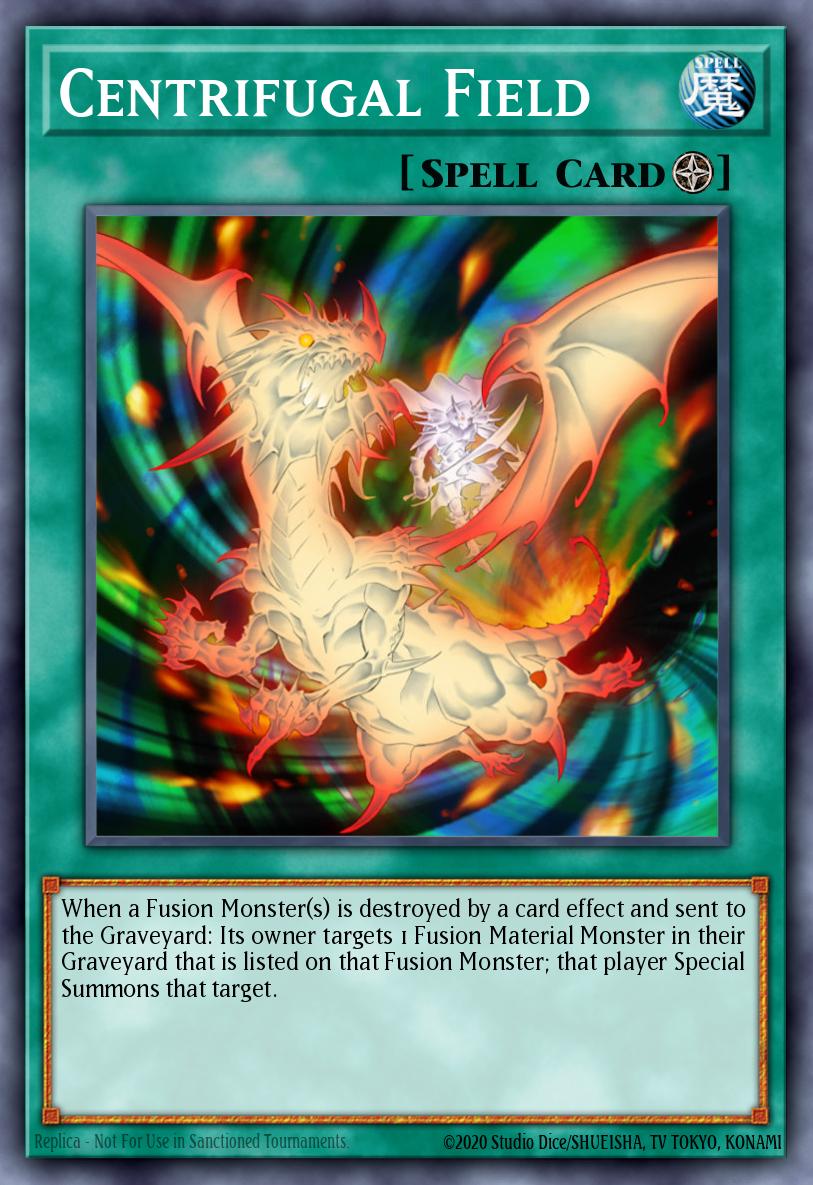 Centrifugal Field
SPELL
魔
[Spell Card]
When a Fusion Monster(s) is destroyed by a card effect and sent to
the Graveyard: Its owner targets 1 Fusion Material Monster in their
Graveyard that is listed on that Fusion Monster; that player Special
Summons that target.
Replica - Not For Use in Sanctioned Tournaments.
©2020 Studio Dice/SHUEISHA, TV TOKYO, KONAMI